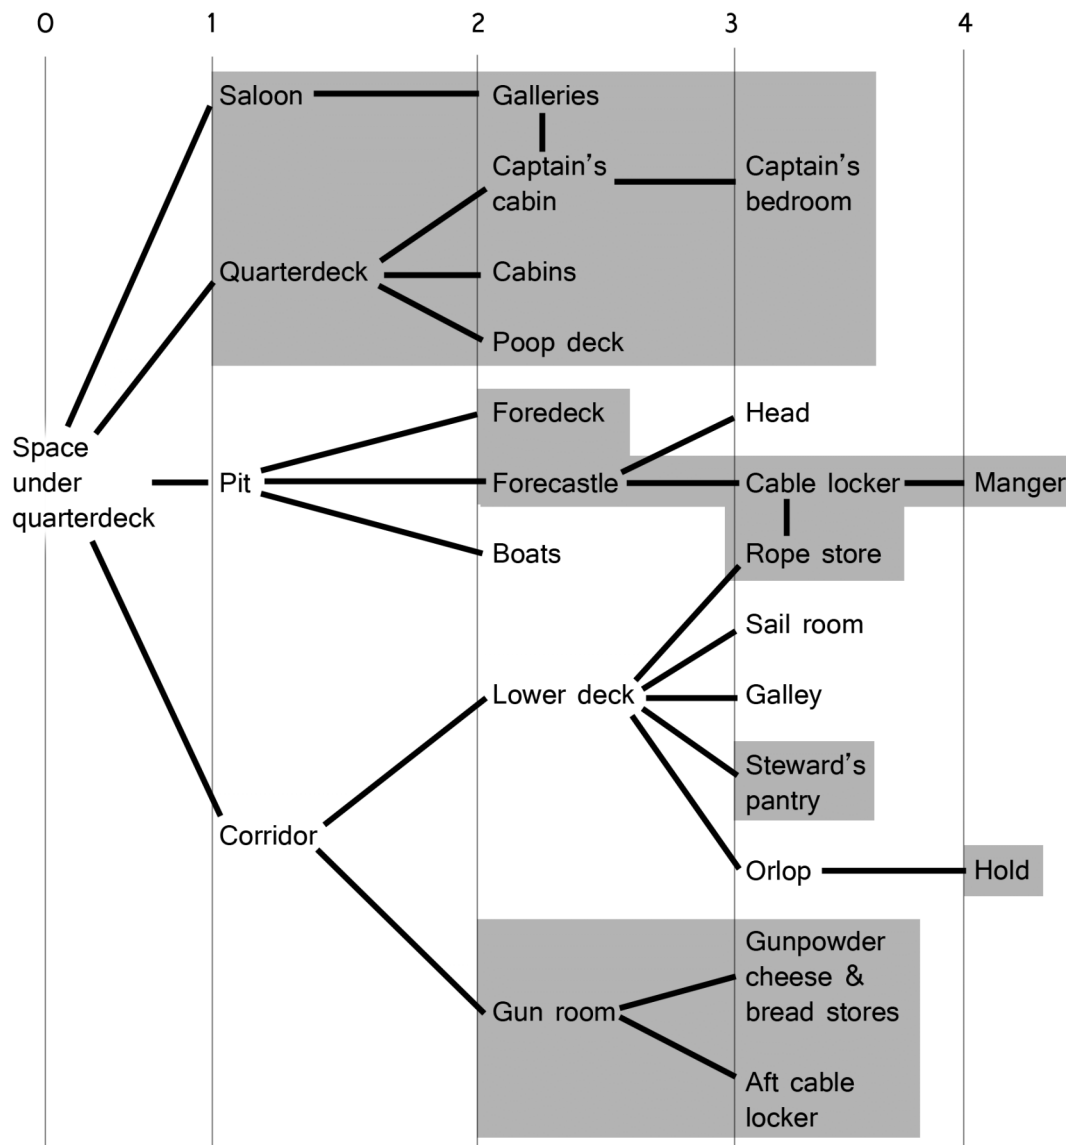 0 1 2 3 4
Saloon Galleries
Captain's Captain's
cabin bedroom
Quarterdeck Cabins
Poop deck
Foredeck Head
Space
under Pit Forecastle Cable locker Manger
quarterdeck
Boats Rope store
Sail room
Lower deck Galley
Steward's
pantry
Corridor
Orlop Hold
Gunpowder
cheese &
Gun room bread stores
Aft cable
locker